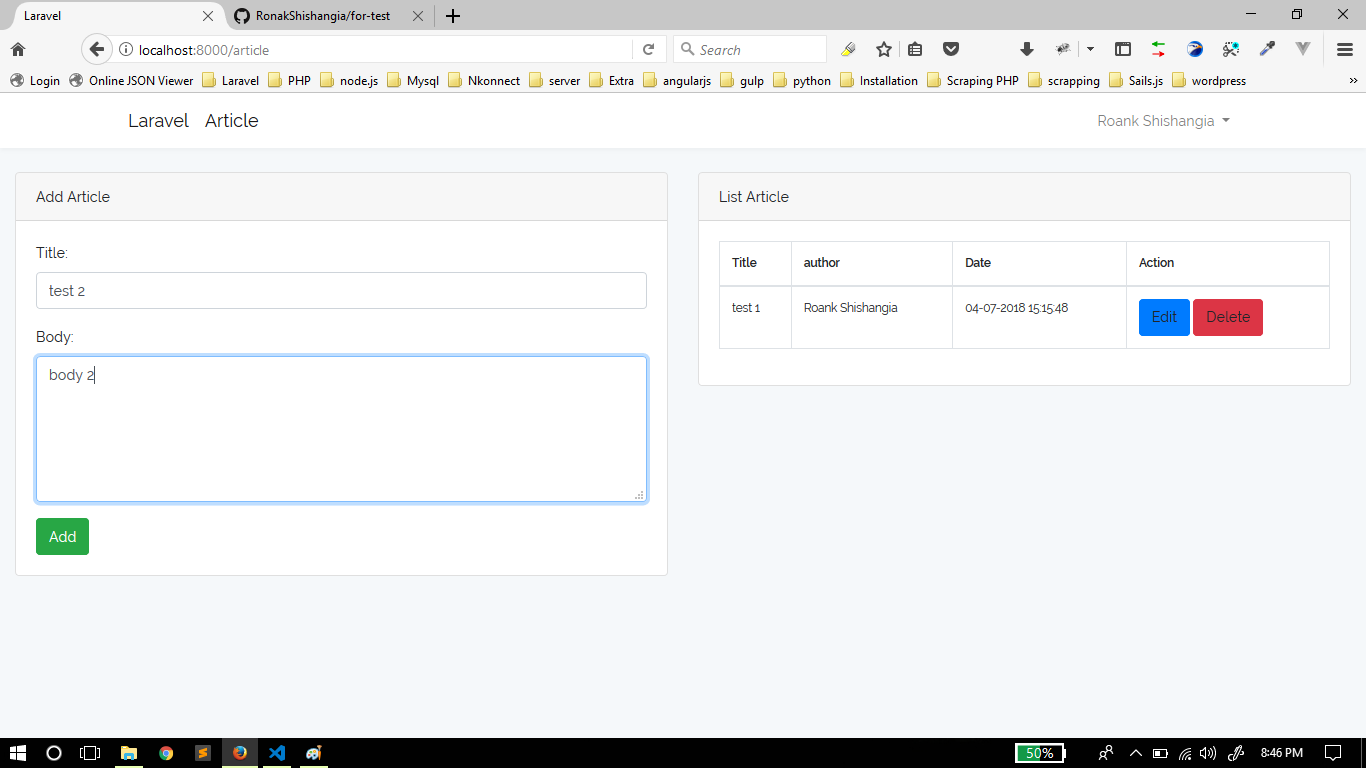 Laravel
RonakShishangia/for-test
localhost:8000/article
Search
Login Online JSON Viewer Laravel PHP node.js Mysql Nkonnect server Extra angularjs gulp python Installation Scraping PHP scrapping Sails.js wordpress
Laravel Article Roank Shishangia
Add Article
Title:
test 2
Body:
body 2
Add
List Article
Title author Date Action
test 1 Roank Shishangia 04-07-2018 15:15:48 Edit Delete
50% 8:46 PM